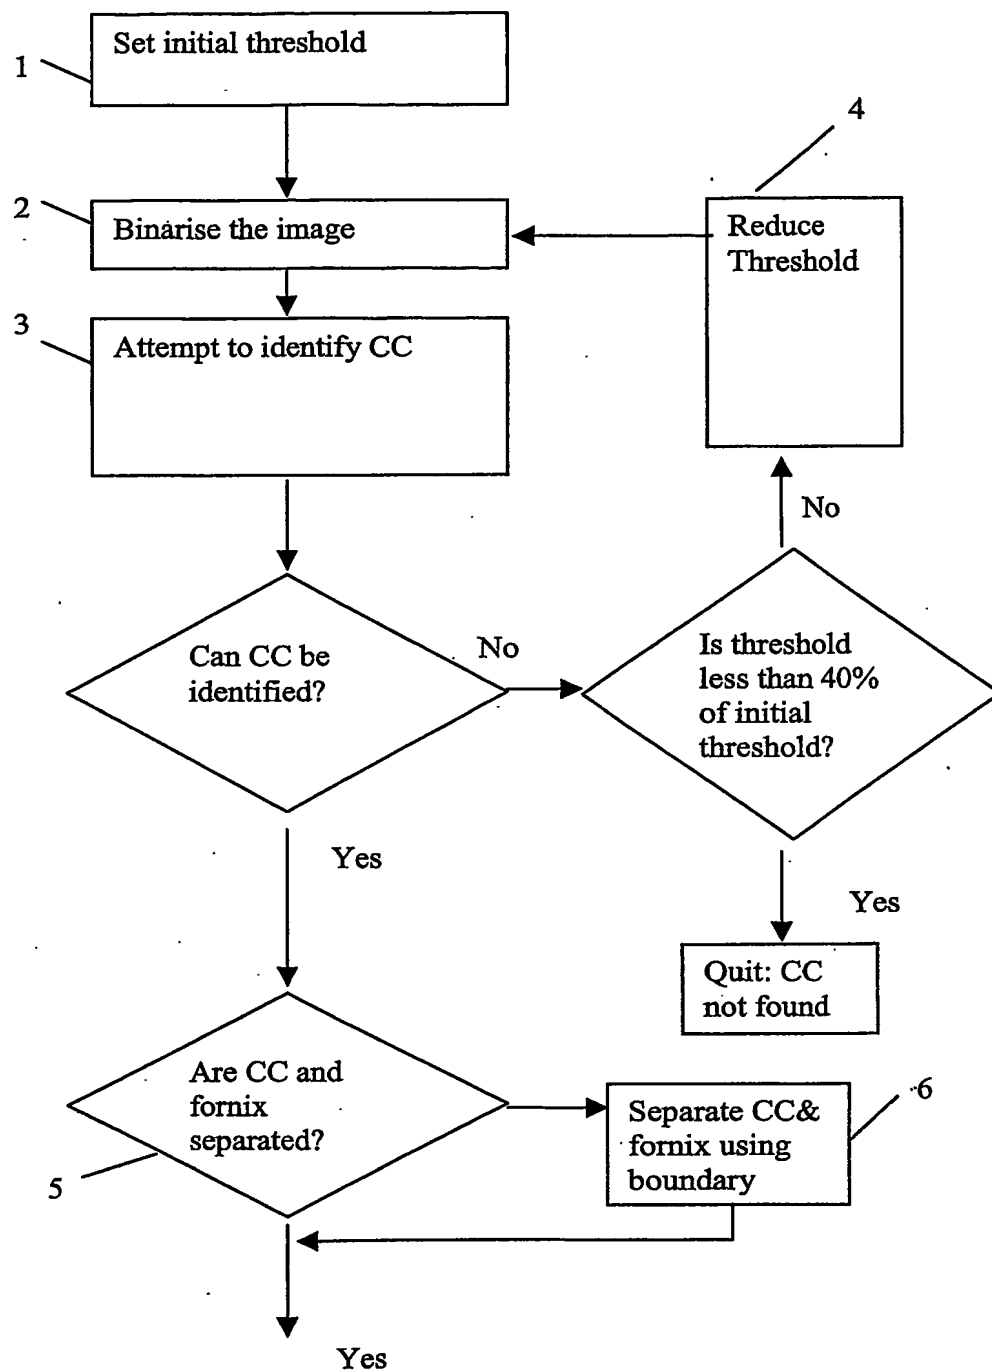 Set initial threshold
1
4
2
Binarise the image
Reduce
Threshold
3
Attempt to identify CC
No
Can CC be
identified?
No
Is threshold
less than 40%
of initial
threshold?
Yes
Yes
Quit: CC
not found
Are CC and
fornix
separated?
5
Separate CC&
fornix using
boundary
6
Yes